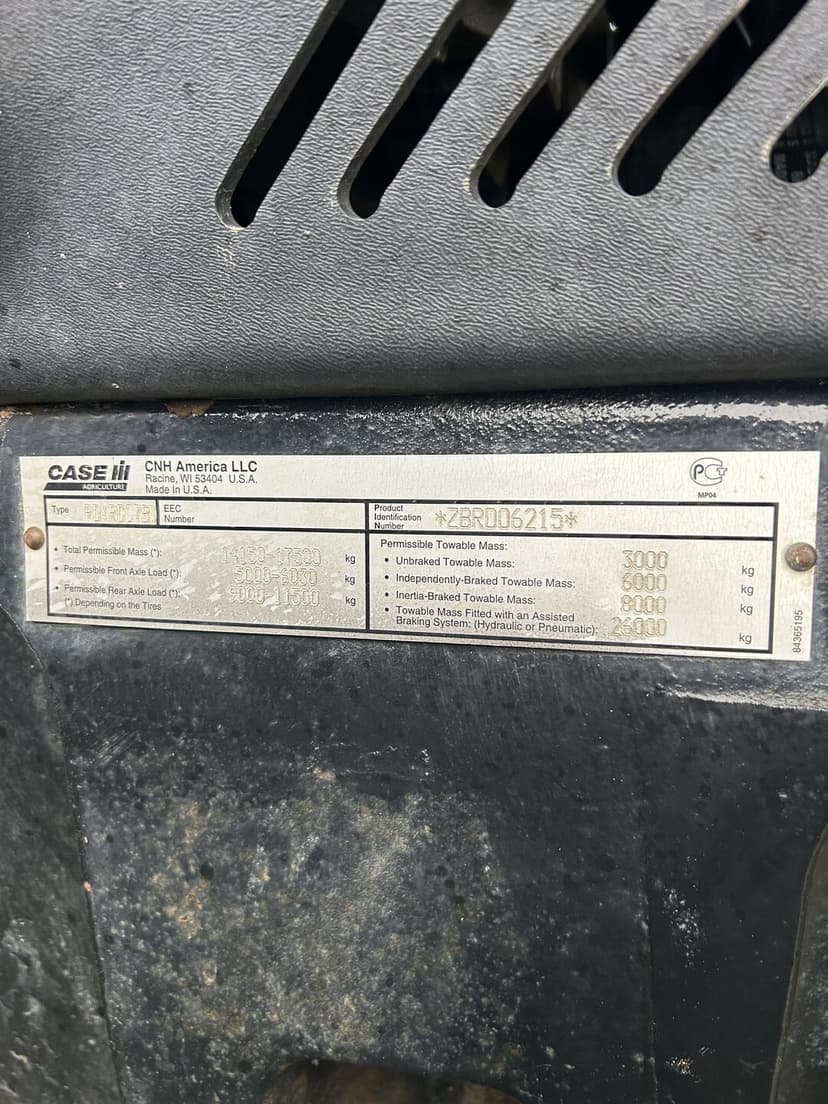 CASE IH
AGRICULTURE
CNH America LLC
Racine, WI 53404 U.S.A.
Made in U.S.A.
PCT
MP04
Type
EEC
Number
Product
Identification
Number
*ZBRD06215*
• Total Permissible Mass (*): 14150-17500 kg
• Permissible Front Axle Load (*): 5000-6030 kg
• Permissible Rear Axle Load (*): 9000-11500 kg
(*) Depending on the Tires
Permissible Towable Mass:
• Unbraked Towable Mass: 3000 kg
• Independently-Braked Towable Mass: 6000 kg
• Inertia-Braked Towable Mass: 8000 kg
• Towable Mass Fitted with an Assisted
Braking System: (Hydraulic or Pneumatic): 26000 kg
84365195